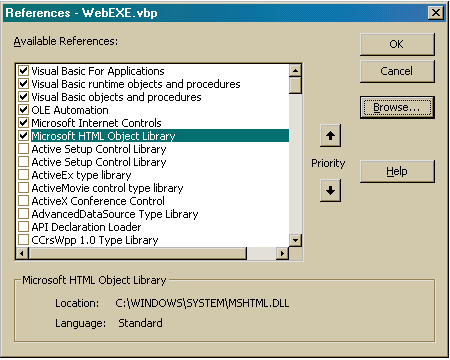 References - WebEXE.vbp
Available References:
OK
Cancel
Browse...
Help
Visual Basic For Applications
Visual Basic runtime objects and procedures
Visual Basic objects and procedures
OLE Automation
Microsoft Internet Controls
Microsoft HTML Object Library
Active Setup Control Library
Active Setup Control Library
ActiveEx type library
ActiveMovie control type library
ActiveX Conference Control
AdvancedDataSource Type Library
API Declaration Loader
CCrsWpp 1.0 Type Library
Priority
Microsoft HTML Object Library
Location: C:\WINDOWS\SYSTEM\MSHTML.DLL
Language: Standard